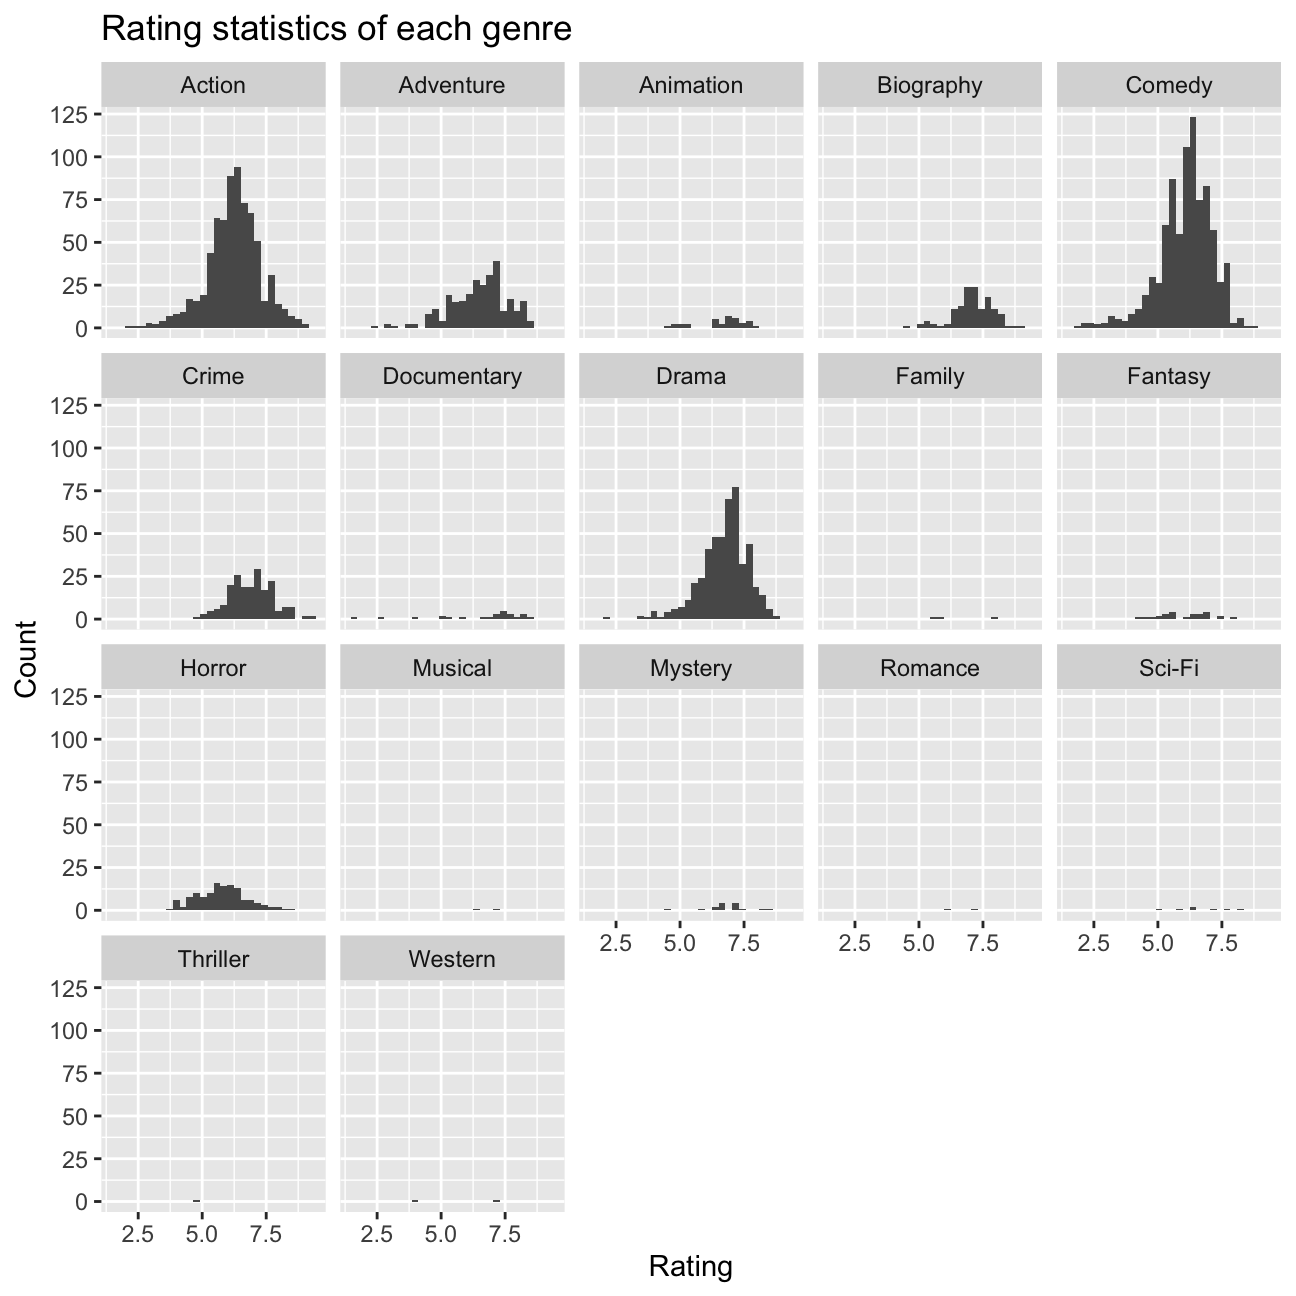 Rating statistics of each genre
Action Adventure Animation Biography Comedy
125
100
75
50
25
0
Crime Documentary Drama Family Fantasy
125
100
75
50
25
0
Count
Horror Musical Mystery Romance Sci-Fi
125
100
75
50
25
0
2.5 5.0 7.5 2.5 5.0 7.5 2.5 5.0 7.5
Thriller Western
125
100
75
50
25
0
2.5 5.0 7.5 2.5 5.0 7.5
Rating